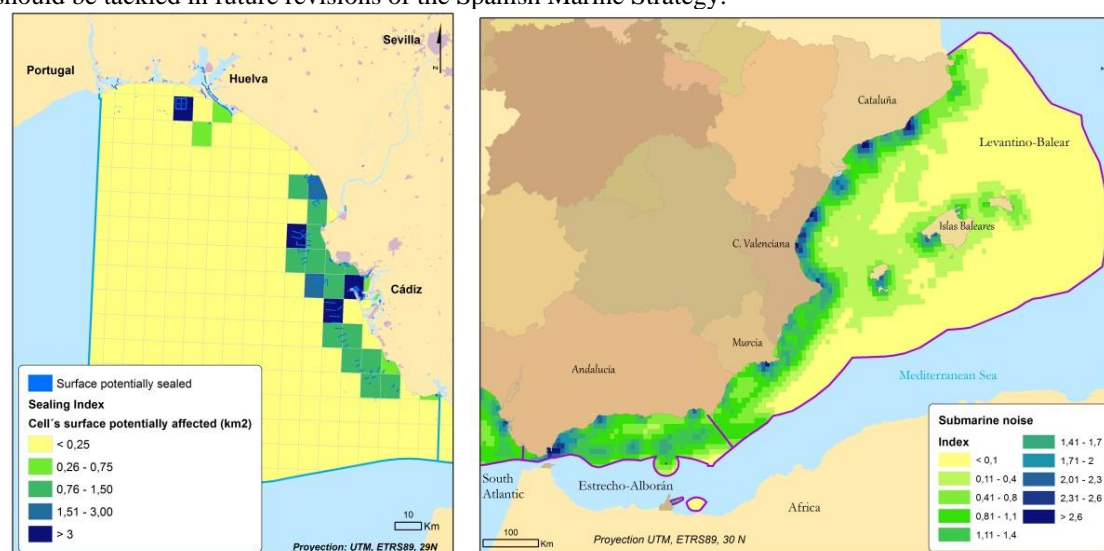 should be tackled in future revisions of the Spanish Marine Strategy.
Sevilla
Portugal
Huelva
Cádiz
Surface potentially sealed
Sealing Index
Cell´s surface potentially affected (km2)
< 0,25
0,26 - 0,75
0,76 - 1,50
1,51 - 3,00
> 3
10
Km
Proyection: UTM, ETRS89, 29N
Cataluña
Levantino-Balear
Islas Baleares
C. Valenciana
Murcia
Andalucía
Mediterranean Sea
South
Atlantic
Estrecho-Alborán
Africa
100
Km
Proyection UTM, ETRS89, 30 N
Submarine noise
Index
< 0,1
0,11 - 0,4
0,41 - 0,8
0,81 - 1,1
1,11 - 1,4
1,41 - 1,7
1,71 - 2
2,01 - 2,3
2,31 - 2,6
> 2,6